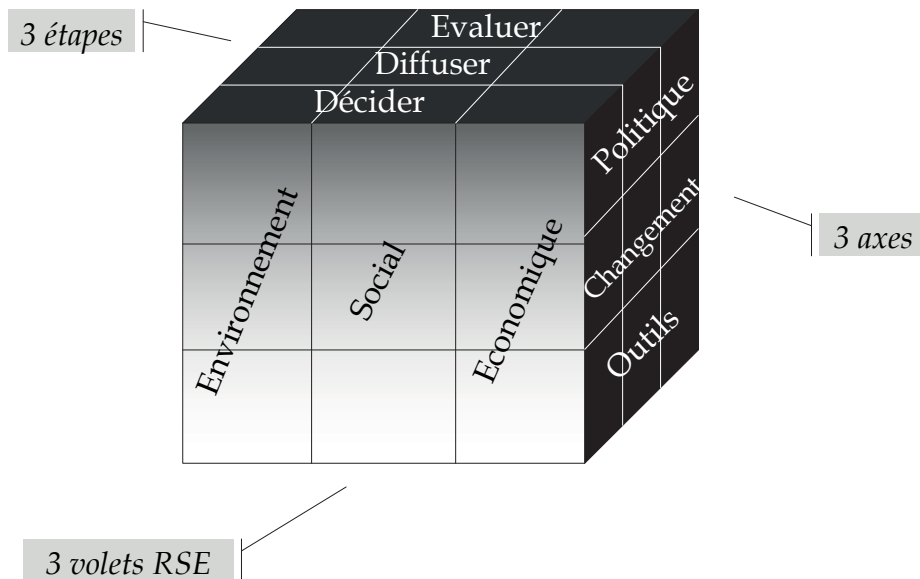 3 étapes
Evaluer
Diffuser
Décider
Politique
Changement
Outils
3 axes
Environnement
Social
Economique
3 volets RSE